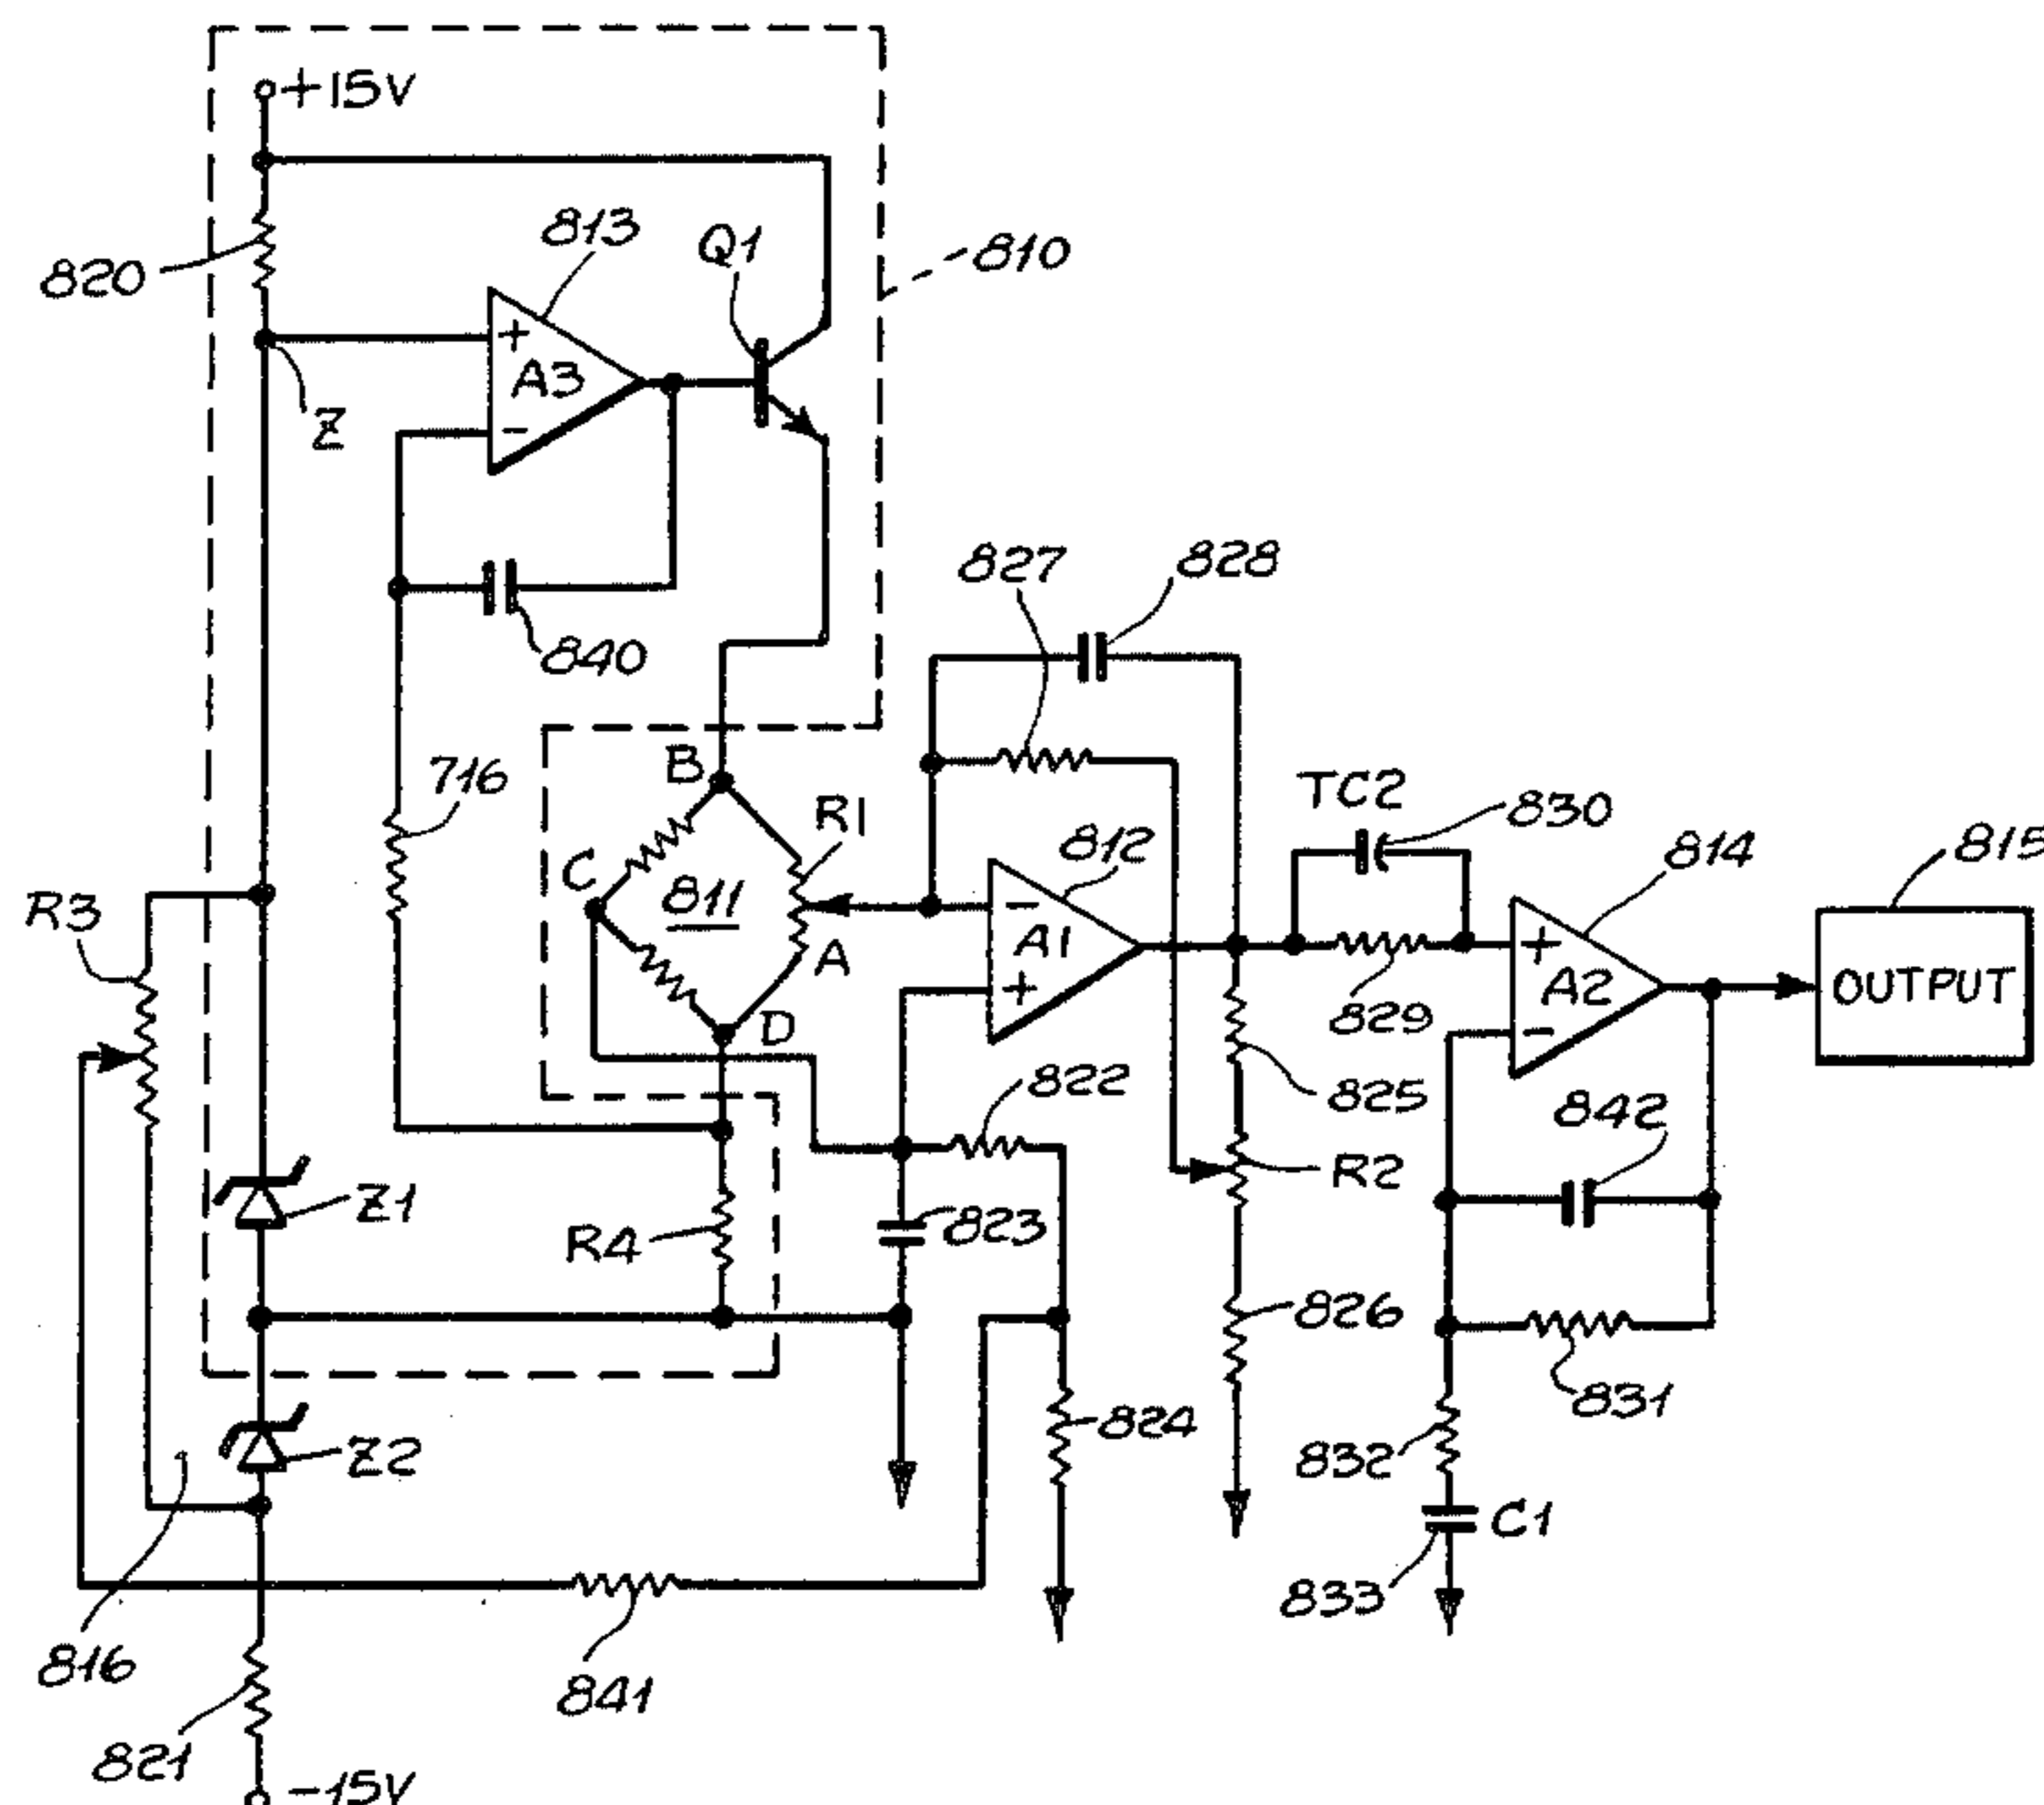 +15V
813
Q1
810
820
+
A3
-
Z
827
828
840
716
B
R1
TC2
830
812
814
815
C
811
R3
-
A1
+
A
+
A2
-
OUTPUT
829
D
822
825
842
R2
Z1
823
R4
826
831
824
832
Z2
C1
833
816
841
821
-15V